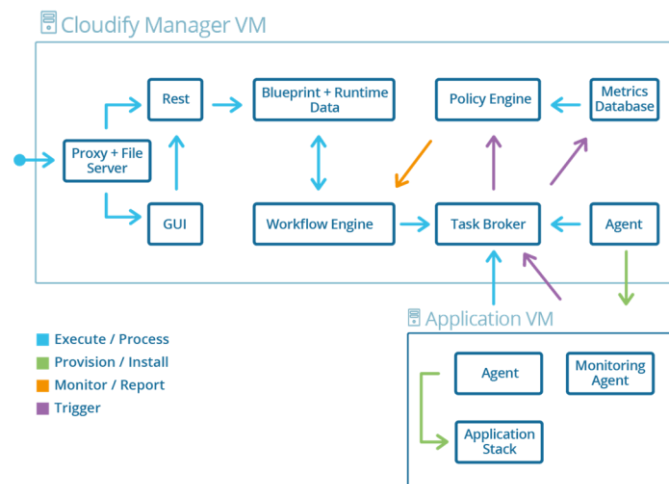 Cloudify Manager VM
Rest
Blueprint + Runtime
Data
Policy Engine
Metrics
Database
Proxy + File
Server
GUI
Workflow Engine
Task Broker
Agent
Application VM
Execute / Process
Provision / Install
Monitor / Report
Trigger
Agent
Monitoring
Agent
Application
Stack